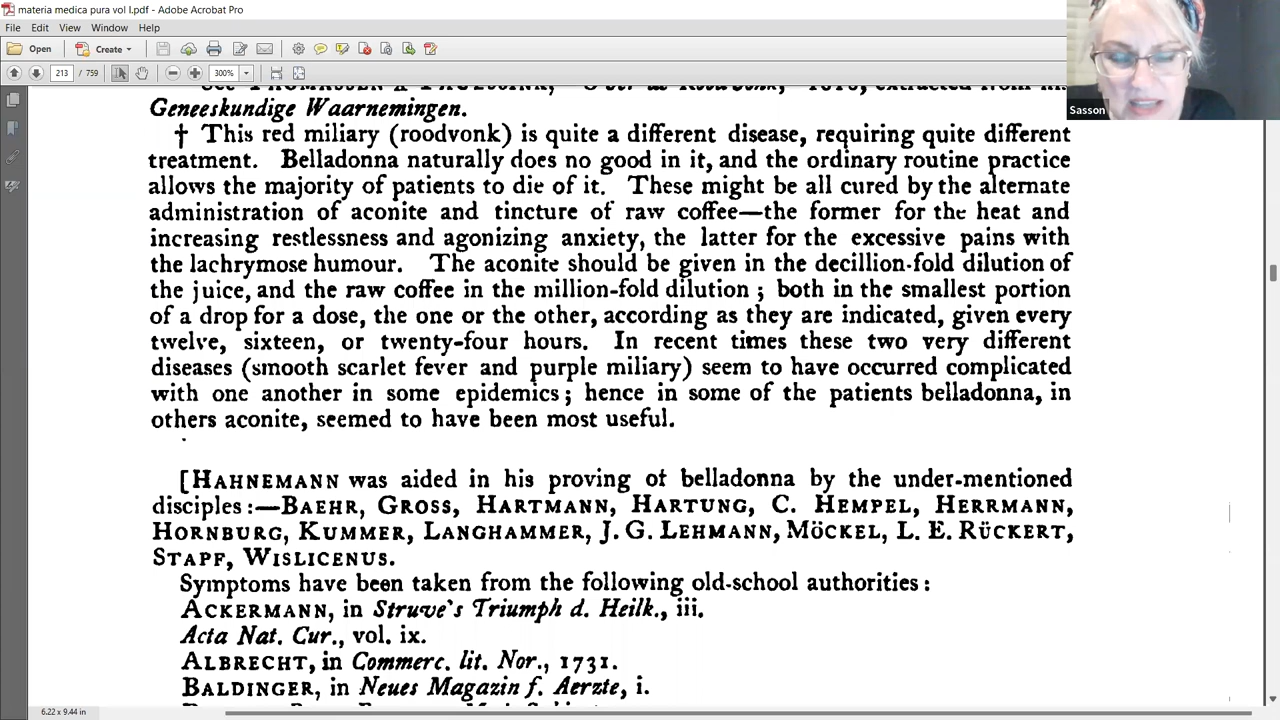 materia medica pura vol I.pdf - Adobe Acrobat Pro
File Edit View Window Help
Open Create
213 / 759 300%
Sasson
Geneeskundige Waarnemingen.
† This red miliary (roodvonk) is quite a different disease, requiring quite different
treatment. Belladonna naturally does no good in it, and the ordinary routine practice
allows the majority of patients to die of it. These might be all cured by the alternate
administration of aconite and tincture of raw coffee—the former for the heat and
increasing restlessness and agonizing anxiety, the latter for the excessive pains with
the lachrymose humour. The aconite should be given in the decillion-fold dilution of
the juice, and the raw coffee in the million-fold dilution ; both in the smallest portion
of a drop for a dose, the one or the other, according as they are indicated, given every
twelve, sixteen, or twenty-four hours. In recent times these two very different
diseases (smooth scarlet fever and purple miliary) seem to have occurred complicated
with one another in some epidemics ; hence in some of the patients belladonna, in
others aconite, seemed to have been most useful.
[HAHNEMANN was aided in his proving of belladonna by the under-mentioned
disciples :—BAEHR, GROSS, HARTMANN, HARTUNG, C. HEMPEL, HERRMANN,
HORNBURG, KUMMER, LANGHAMMER, J. G. LEHMANN, MÖCKEL, L. E. RÜCKERT,
STAPF, WISLICENUS.
Symptoms have been taken from the following old-school authorities :
ACKERMANN, in Struve's Triumph d. Heilk., iii.
Acta Nat. Cur., vol. ix.
ALBRECHT, in Commerc. lit. Nor., 1731.
BALDINGER, in Neues Magazin f. Aerzte, i.
6.22 x 9.44 in